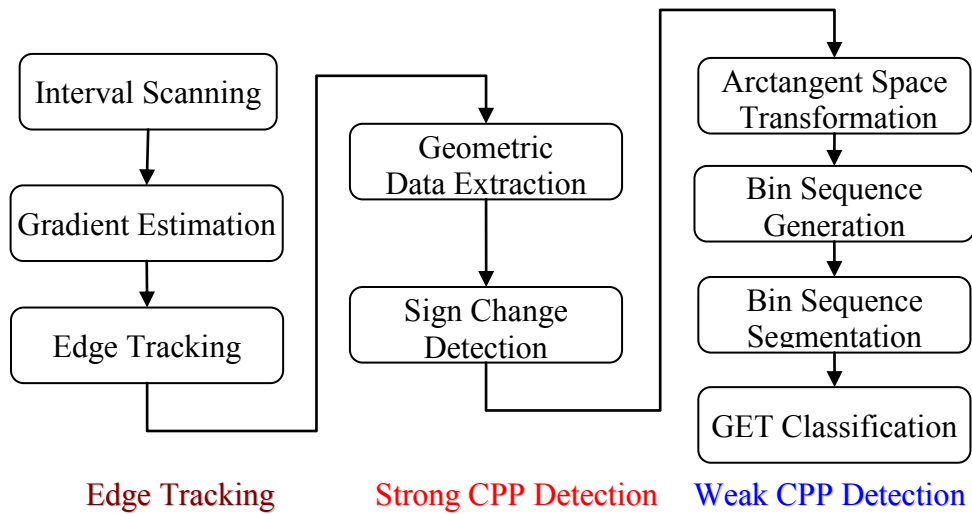 Interval Scanning
Gradient Estimation
Edge Tracking
Geometric
Data Extraction
Sign Change
Detection
Arctangent Space
Transformation
Bin Sequence
Generation
Bin Sequence
Segmentation
GET Classification
Edge Tracking
Strong CPP Detection
Weak CPP Detection